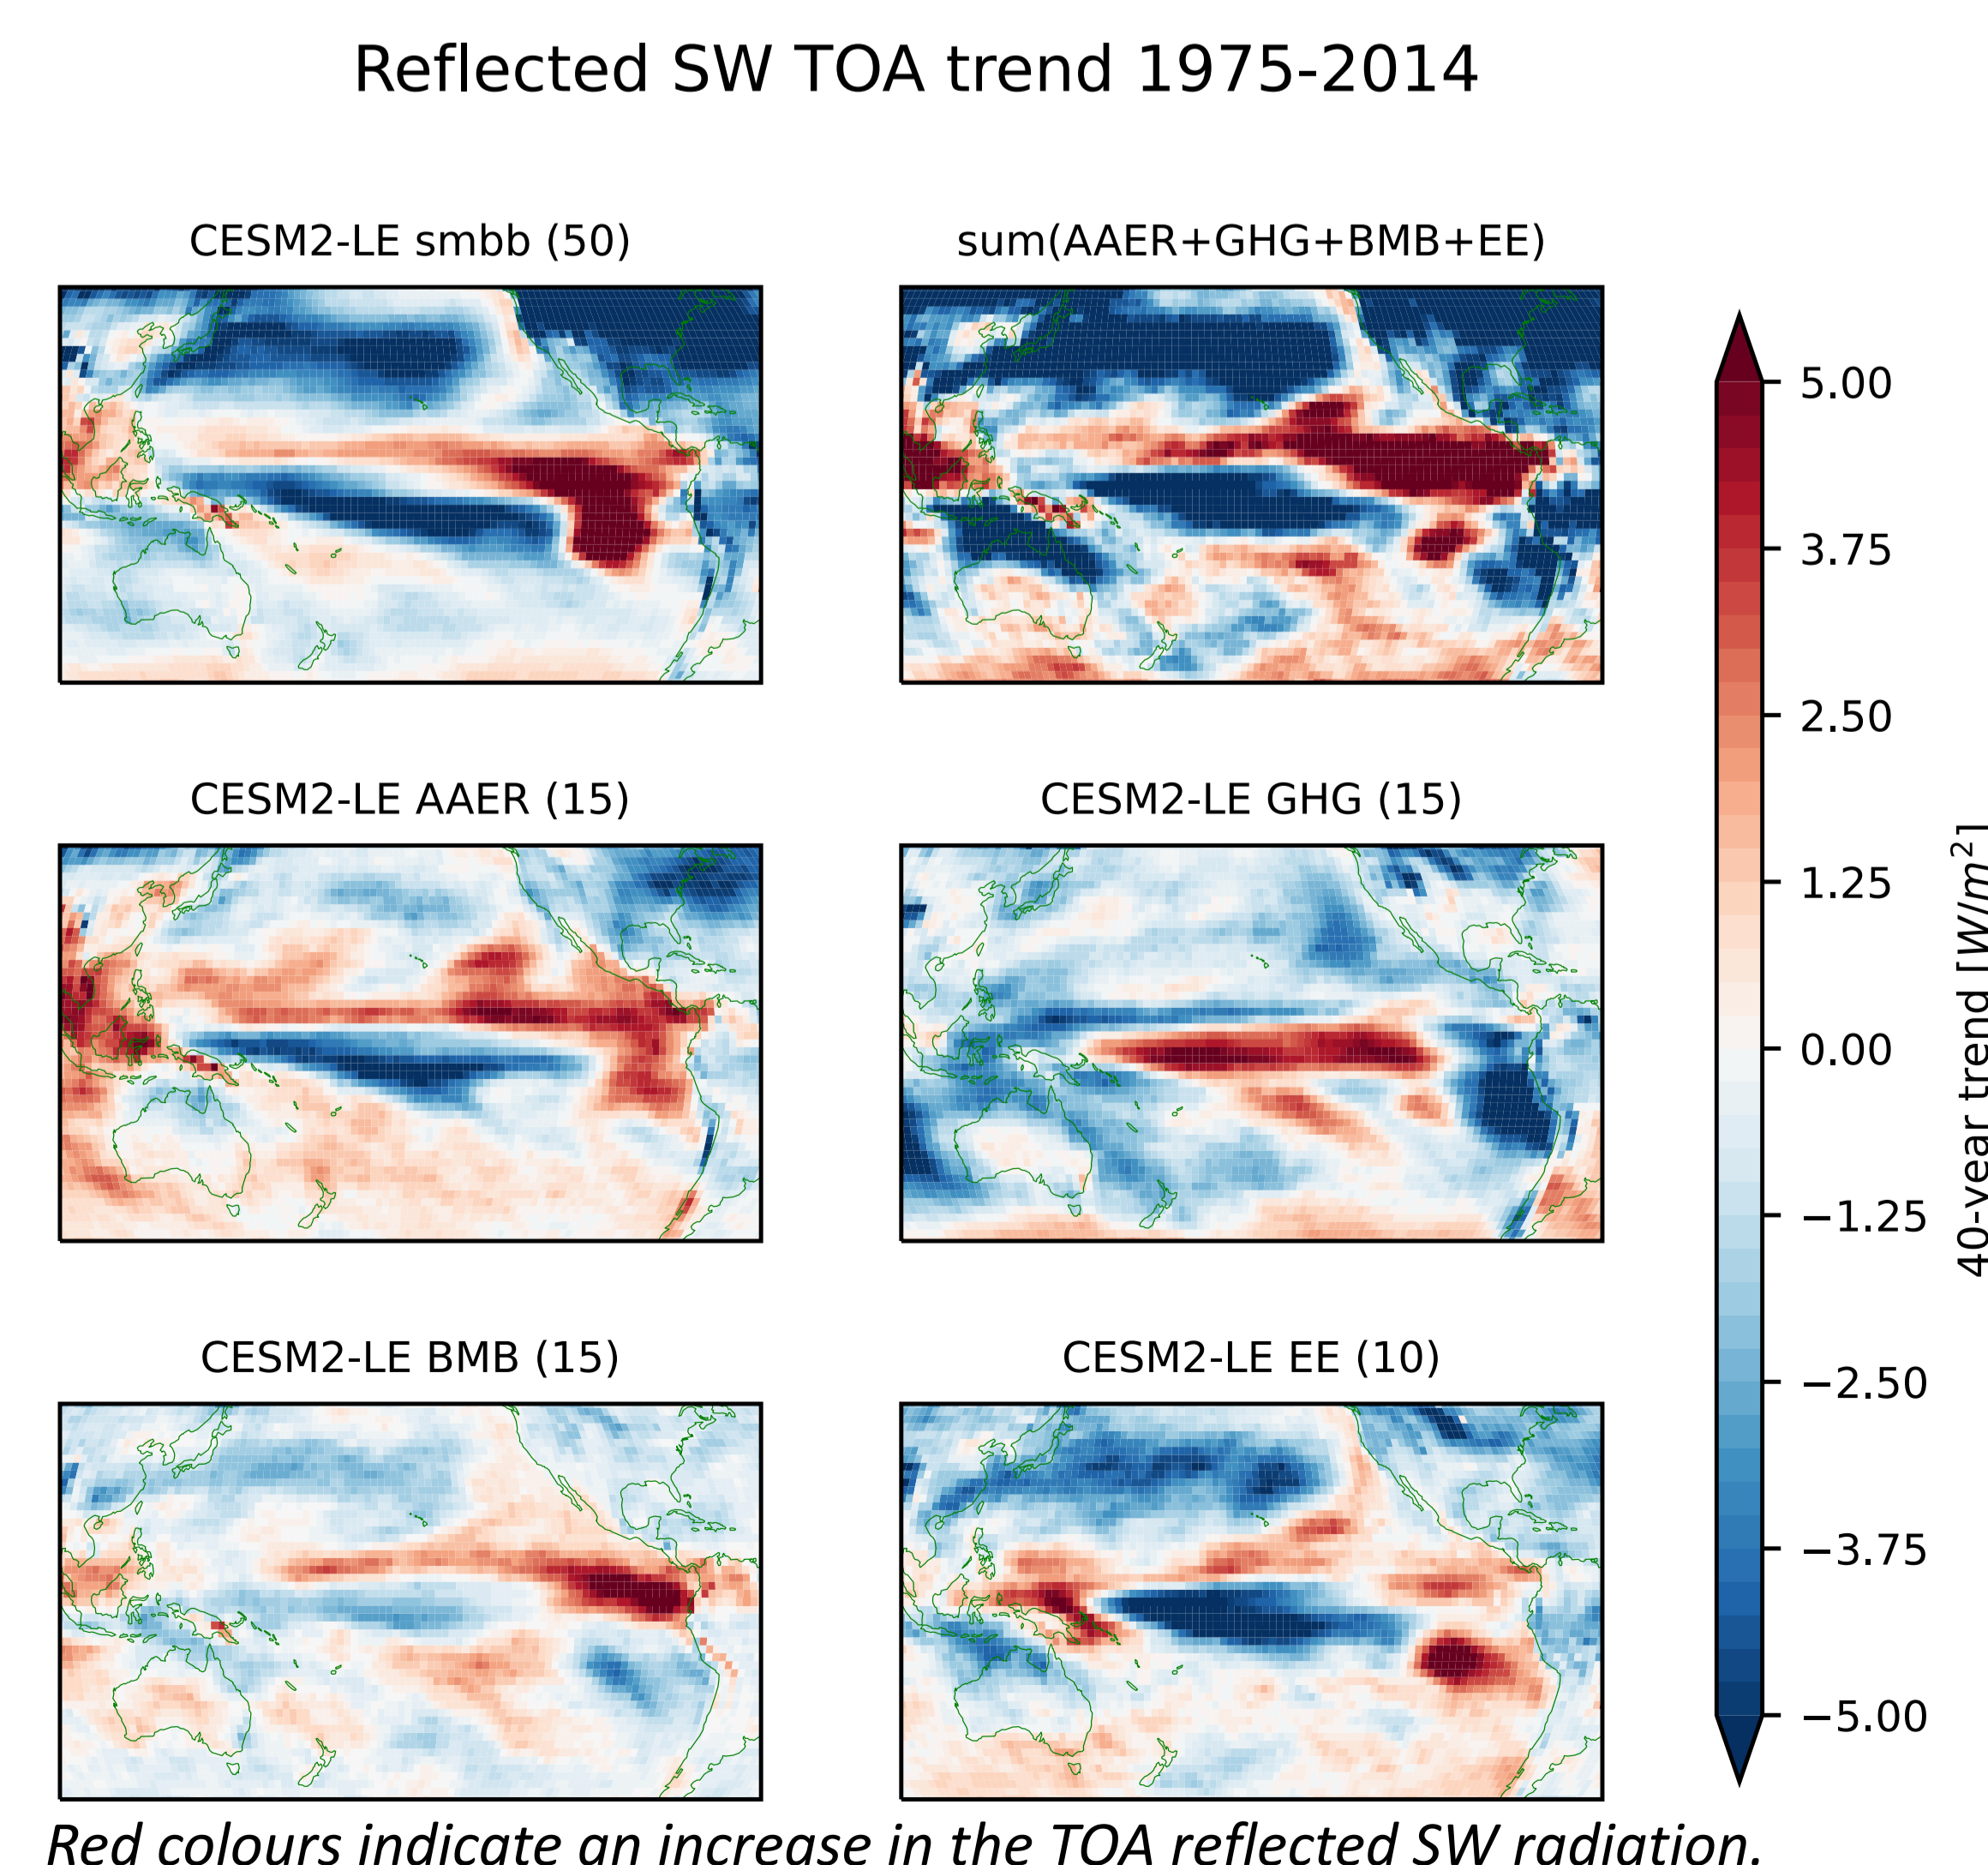 Reflected SW TOA trend 1975-2014
CESM2-LE smbb (50)
sum(AAER+GHG+BMB+EE)
CESM2-LE AAER (15)
CESM2-LE GHG (15)
CESM2-LE BMB (15)
CESM2-LE EE (10)
5.00
3.75
2.50
1.25
0.00
−1.25
−2.50
−3.75
−5.00
40-year trend [W/m²]
Red colours indicate an increase in the TOA reflected SW radiation.